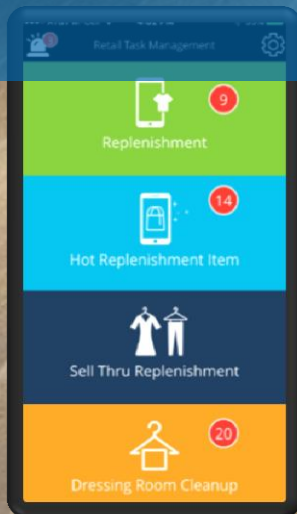 Retail Task Management
9
Replenishment
14
Hot Replenishment Item
Sell Thru Replenishment
20
Dressing Room Cleanup